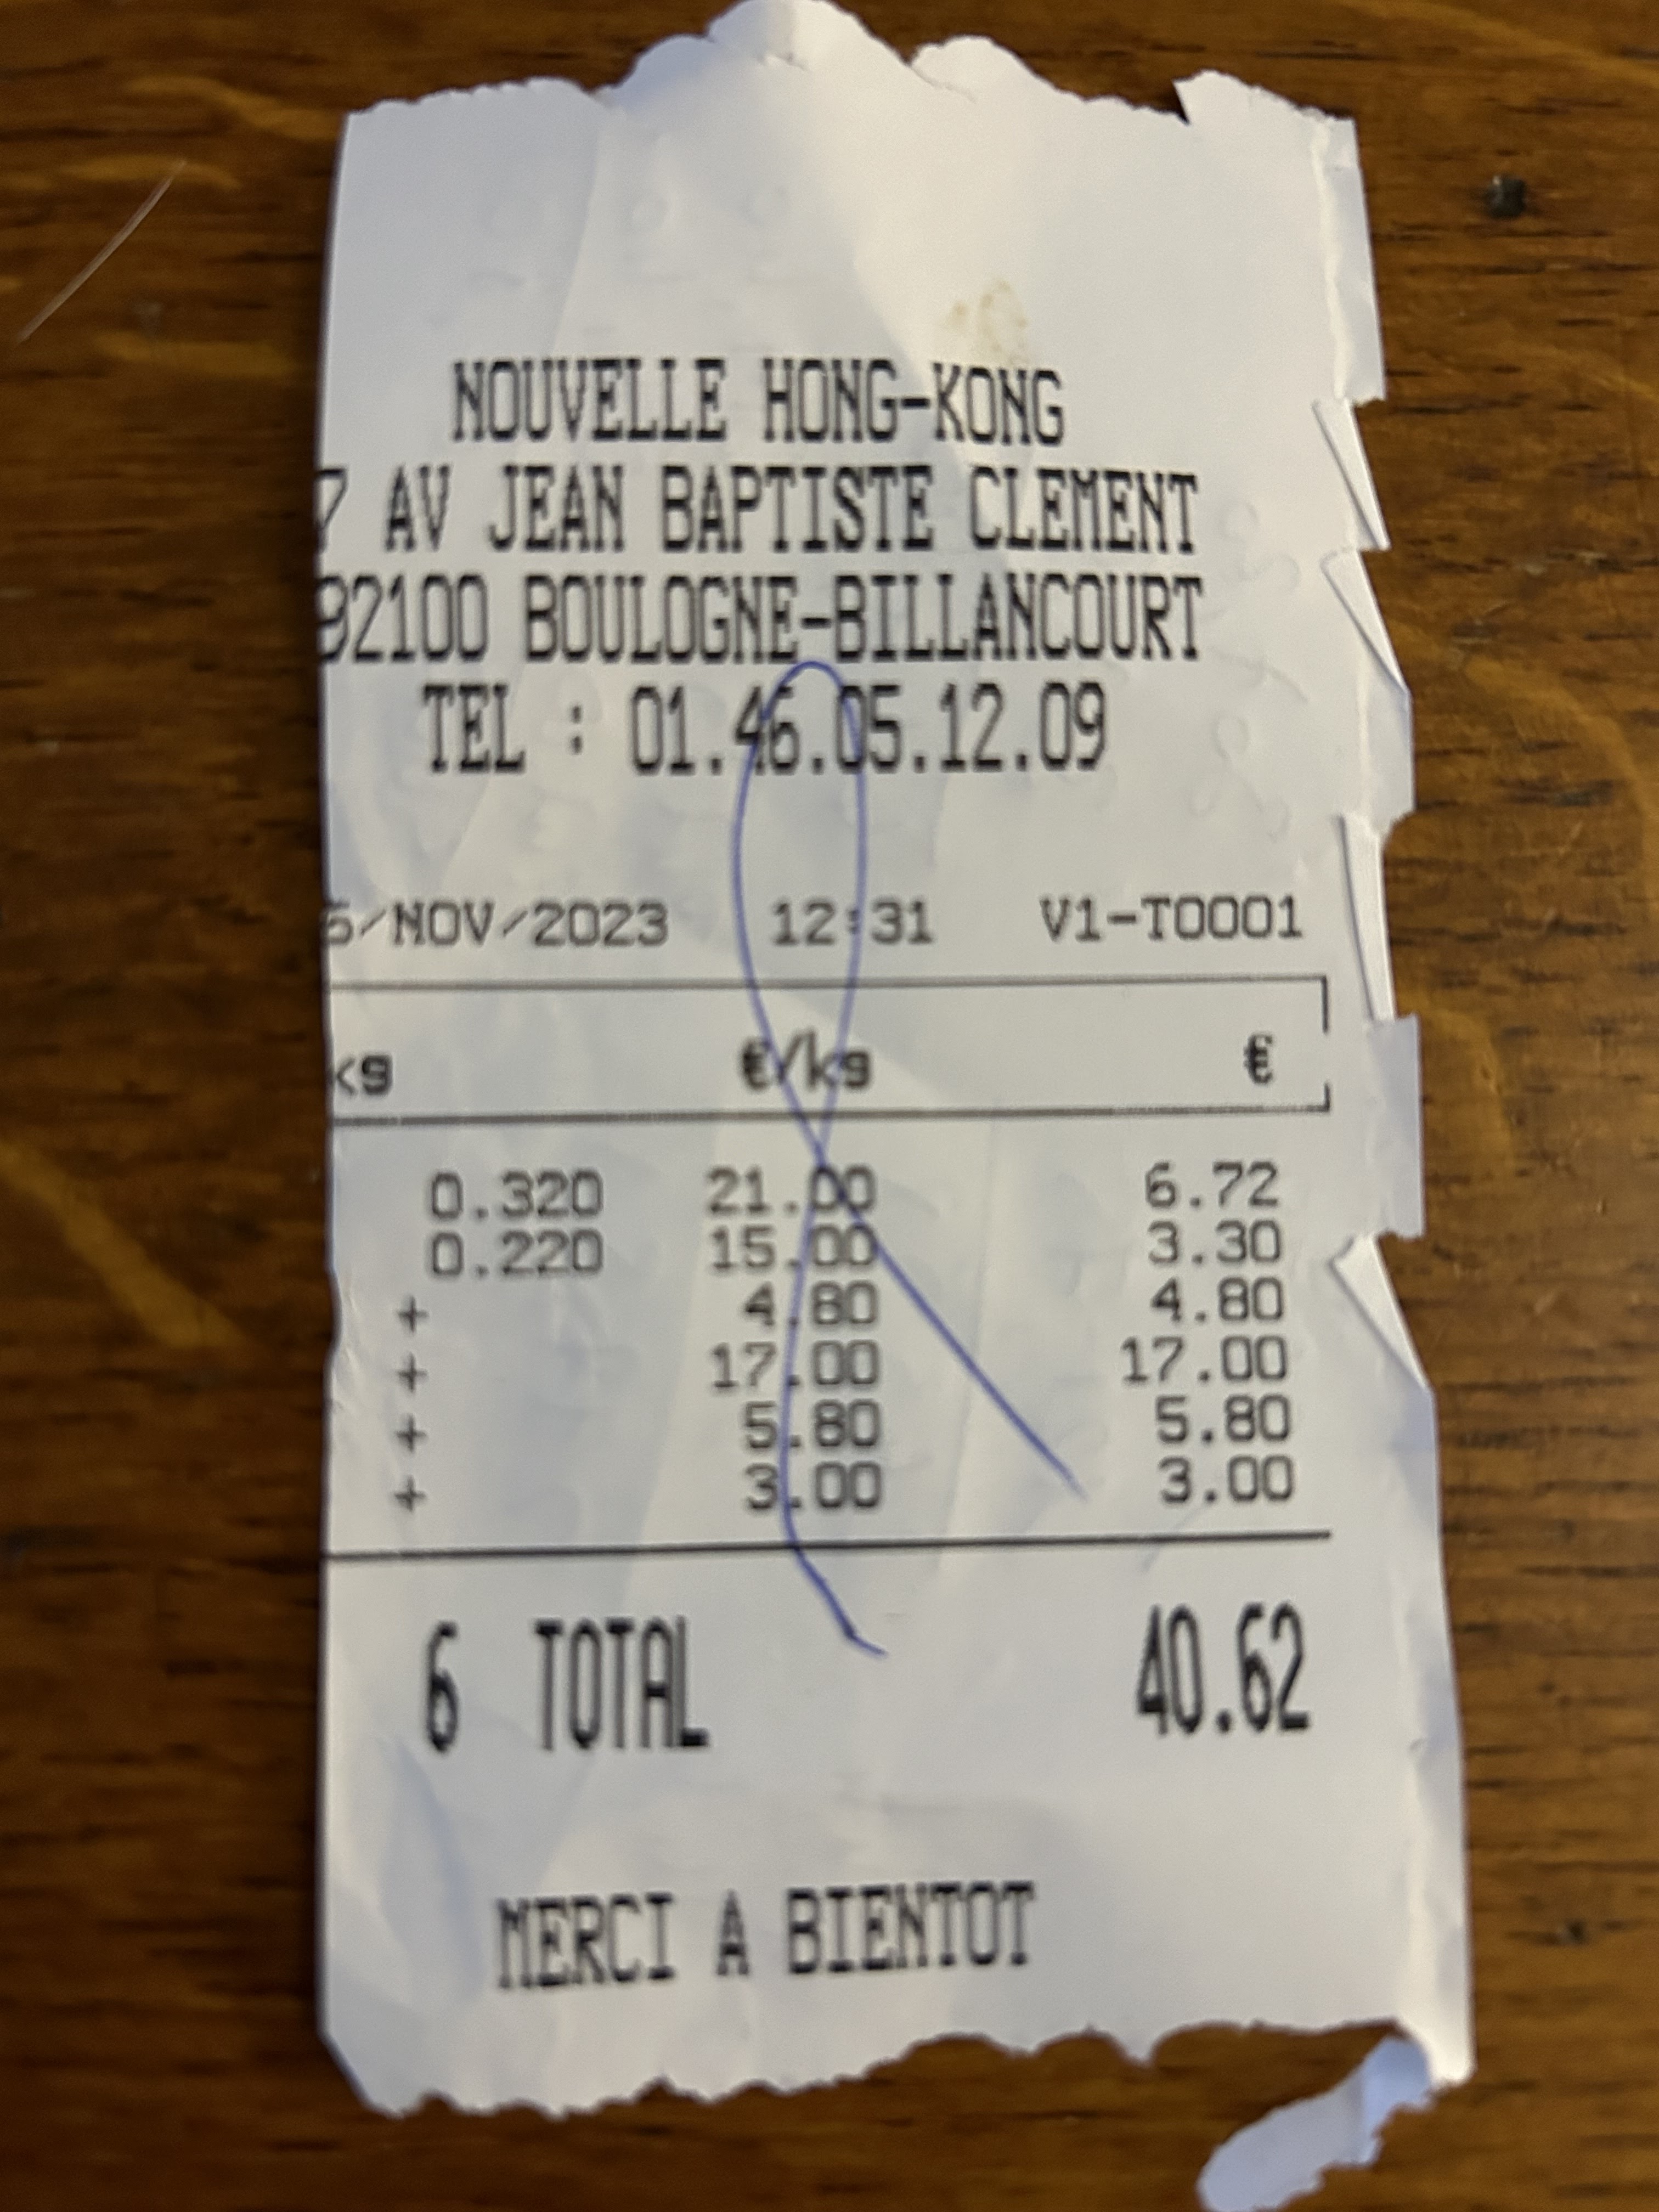 NOUVELLE HONG-KONG
7 AV JEAN BAPTISTE CLEMENT
92100 BOULOGNE-BILLANCOURT
TEL : 01.46.05.12.09
/NOV/2023 12:31 V1-T0001
kg €/kg €
0.320 21.00 6.72
0.220 15.00 3.30
+ 4.80 4.80
+ 17.00 17.00
+ 5.80 5.80
+ 3.00 3.00
6 TOTAL 40.62
MERCI A BIENTOT